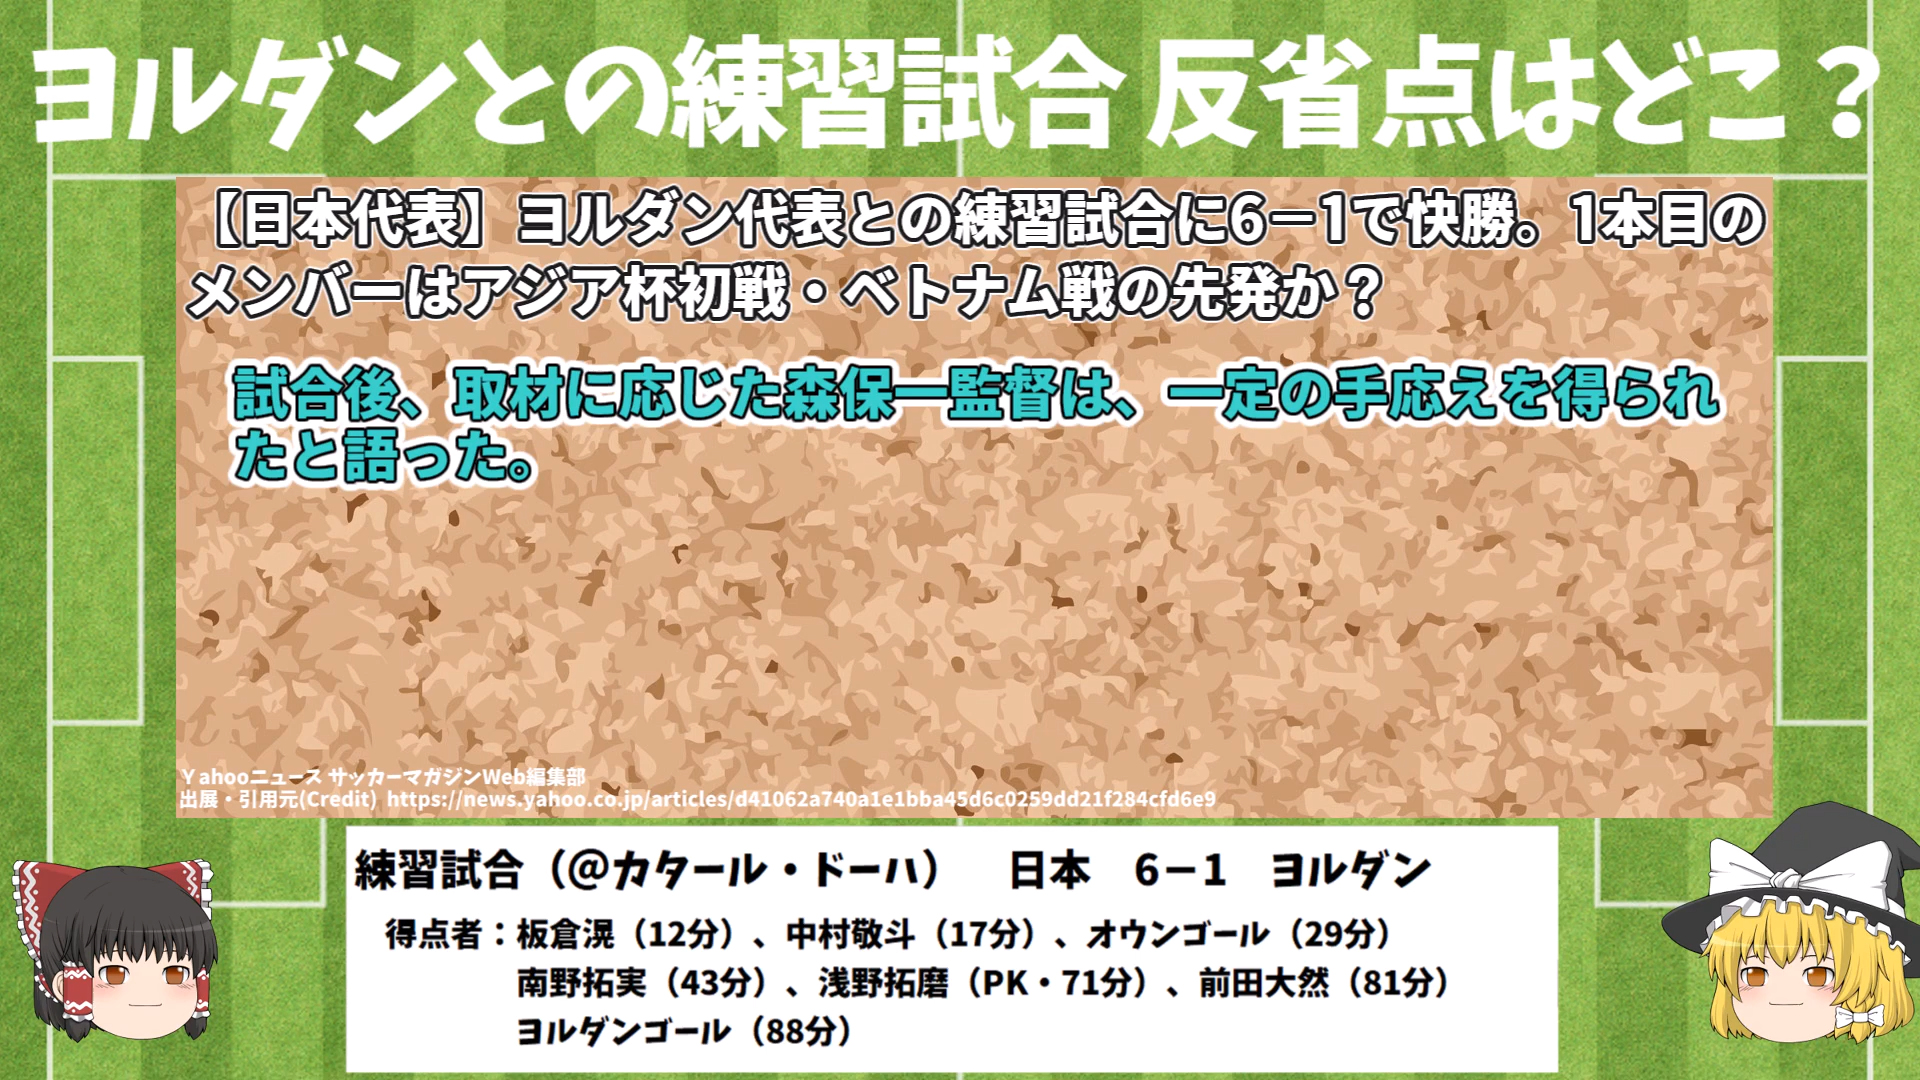 ヨルダンとの練習試合 反省点はどこ？
【日本代表】ヨルダン代表との練習試合に6－1で快勝。1本目の
メンバーはアジア杯初戦・ベトナム戦の先発か？
試合後、取材に応じた森保一監督は、一定の手応えを得られ
たと語った。
Ｙahooニュース サッカーマガジンWeb編集部
出展・引用元(Credit) https://news.yahoo.co.jp/articles/d41062a740a1e1bba45d6c0259dd21f284cfd6e9
練習試合（@カタール・ドーハ）　日本　6－1　ヨルダン
得点者：板倉滉（12分）、中村敬斗（17分）、オウンゴール（29分）
南野拓実（43分）、浅野拓磨（PK・71分）、前田大然（81分）
ヨルダンゴール（88分）